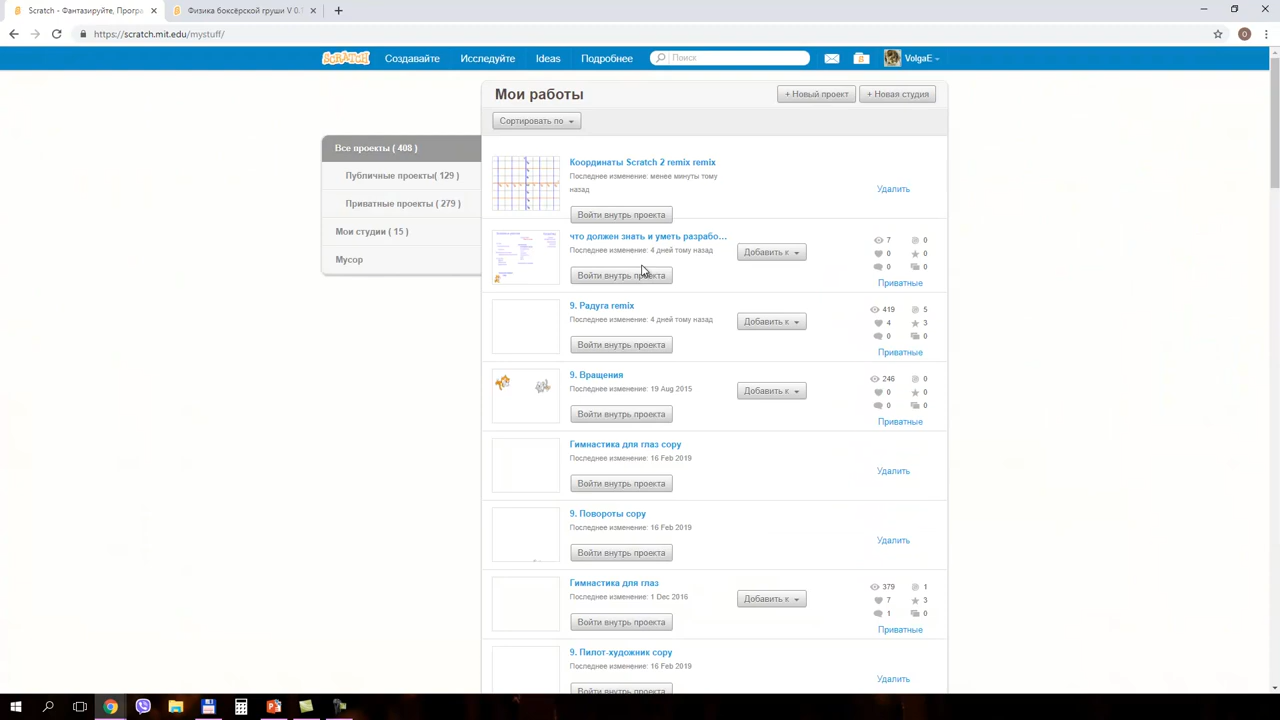 Scratch - Фантазируйте, Програ
Физика боксёрской груши V 0.
https://scratch.mit.edu/mystuff/
SCRATCH
Создавайте
Исследуйте
Ideas
Подробнее
Поиск
VolgaE
Мои работы
+ Новый проект
+ Новая студия
Сортировать по
Все проекты ( 408 )
Публичные проекты( 129 )
Приватные проекты ( 279 )
Мои студии ( 15 )
Мусор
Координаты Scratch 2 remix remix
Последнее изменение: менее минуты тому
назад
Удалить
Войти внутрь проекта
что должен знать и уметь разрабо...
Последнее изменение: 4 дней тому назад
Добавить к
Войти внутрь проекта
7 0
0 0
0 0
Приватные
9. Радуга remix
Последнее изменение: 4 дней тому назад
Добавить к
Войти внутрь проекта
419 5
4 3
0 0
Приватные
9. Вращения
Последнее изменение: 19 Aug 2015
Добавить к
Войти внутрь проекта
246 0
0 0
0 0
Приватные
Гимнастика для глаз copy
Последнее изменение: 16 Feb 2019
Удалить
Войти внутрь проекта
9. Повороты copy
Последнее изменение: 16 Feb 2019
Удалить
Войти внутрь проекта
Гимнастика для глаз
Последнее изменение: 1 Dec 2016
Добавить к
Войти внутрь проекта
379 1
7 3
1 0
Приватные
9. Пилот-художник copy
Последнее изменение: 16 Feb 2019
Удалить
Войти внутрь проекта